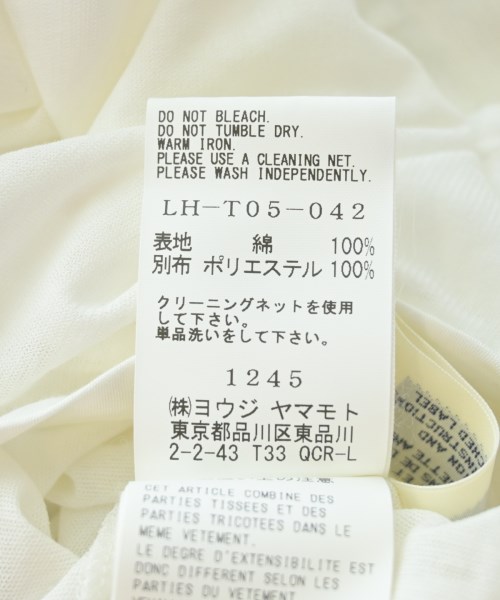 DO NOT BLEACH.
DO NOT TUMBLE DRY.
WARM IRON.
PLEASE USE A CLEANING NET.
PLEASE WASH INDEPENDENTLY.
LH-T05-042
表地 綿 100%
別布 ポリエステル 100%
クリーニングネットを使用
して下さい。
単品洗いをして下さい。
1245
㈱ヨウジ ヤマモト
東京都品川区東品川
2-2-43 T33 QCR-L
CET ARTICLE COMBINE DES
PARTIES TISSEES ET DES
PARTIES TRICOTEES DANS LE
MEME VETEMENT.
LE DEGRE D'EXTENSIBILITE EST
DONC DIFFERENT SELON LES
PARTIES DU VETEMENT